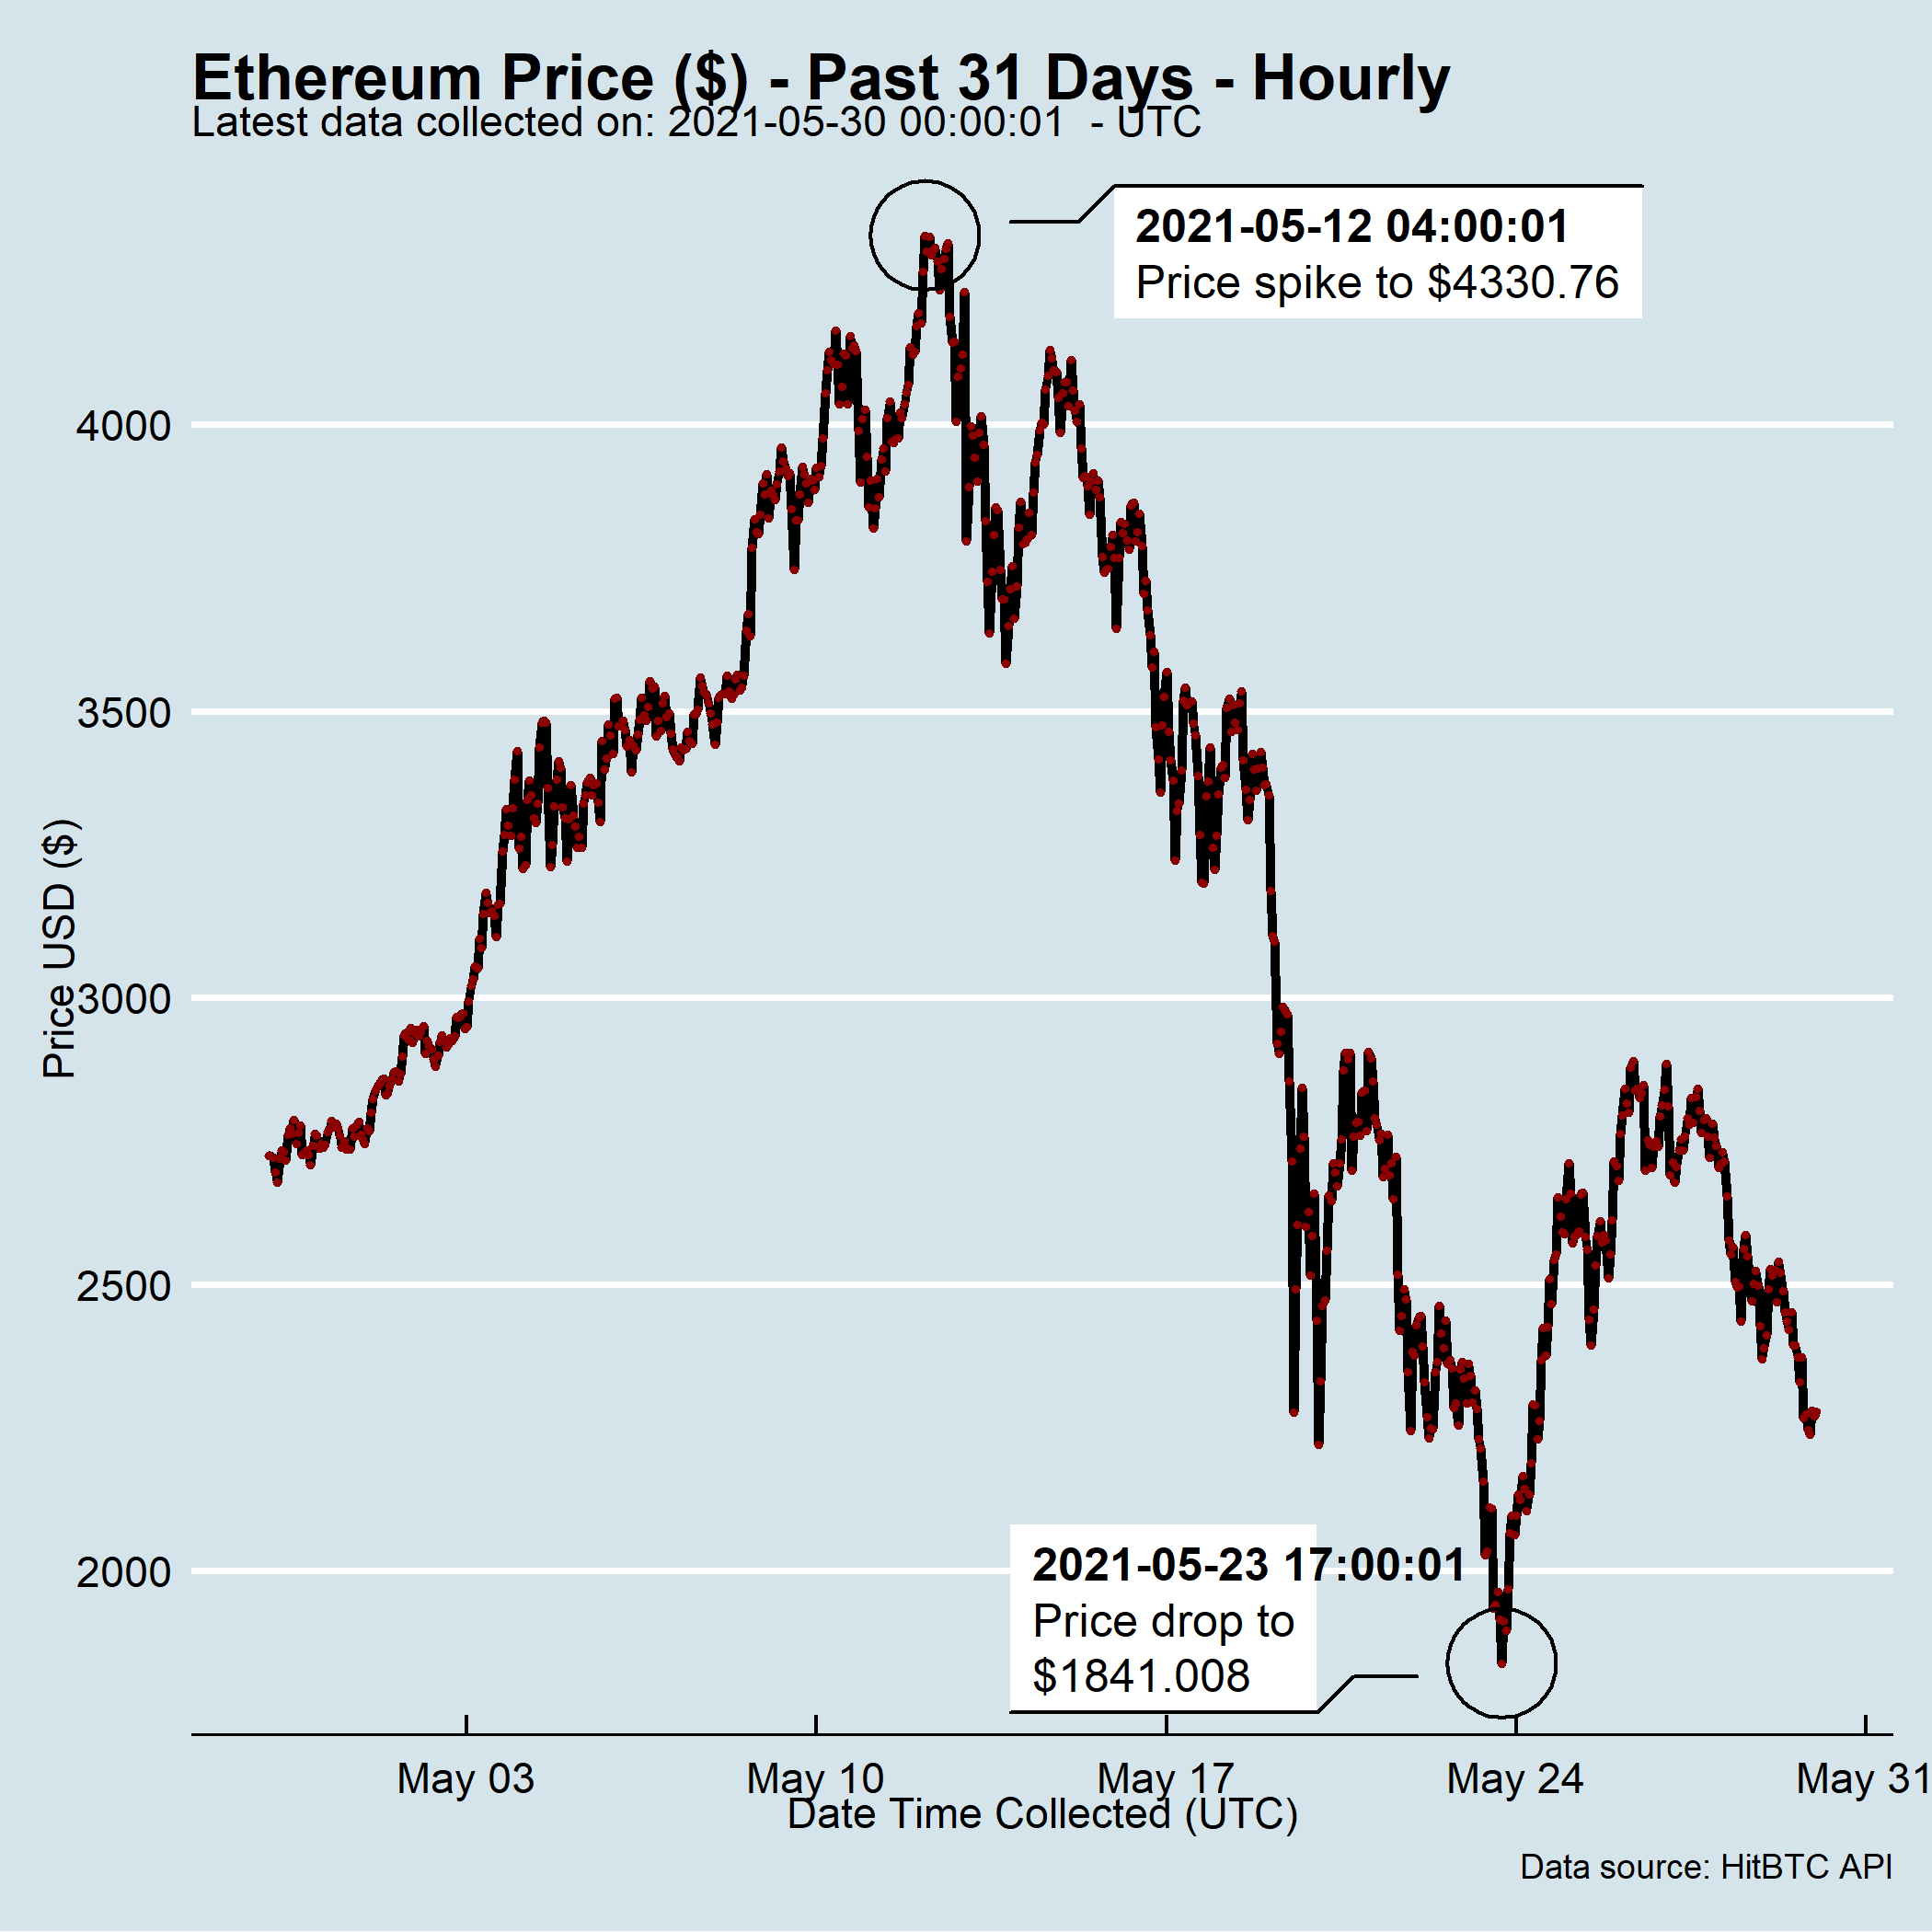 Ethereum Price ($) - Past 31 Days - Hourly
Latest data collected on: 2021-05-30 00:00:01  - UTC
2021-05-12 04:00:01
Price spike to $4330.76
4000
3500
3000
2500
2000
Price USD ($)
2021-05-23 17:00:01
Price drop to
$1841.008
May 03
May 10
May 17
May 24
May 31
Date Time Collected (UTC)
Data source: HitBTC API